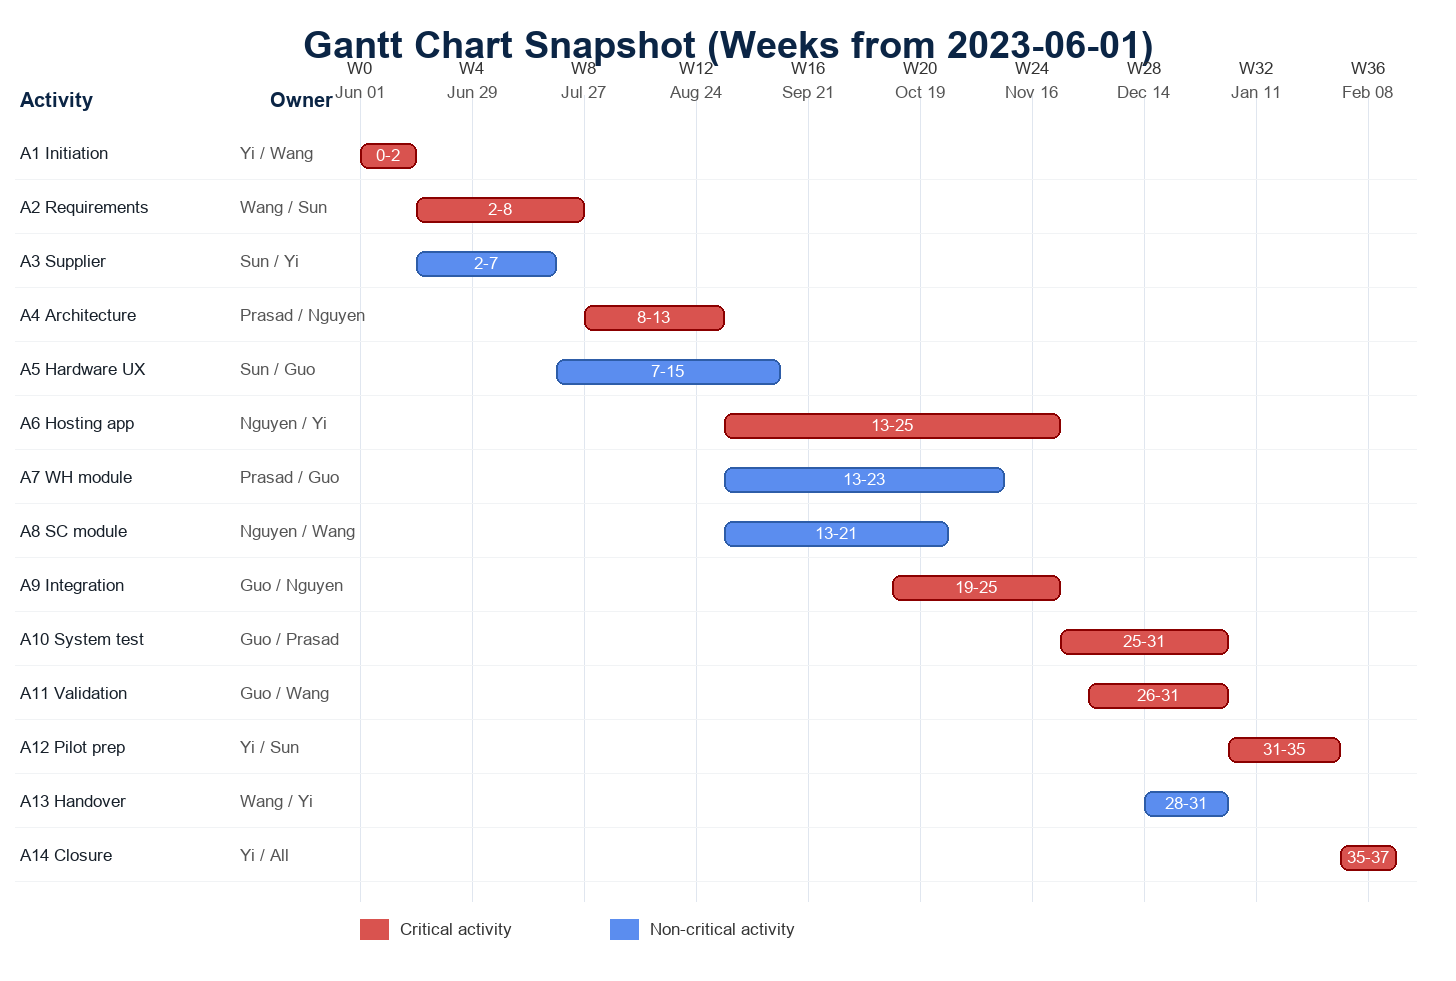 Gantt Chart Snapshot (Weeks from 2023-06-01)
W0 W4 W8 W12 W16 W20 W24 W28 W32 W36
Activity Owner Jun 01 Jun 29 Jul 27 Aug 24 Sep 21 Oct 19 Nov 16 Dec 14 Jan 11 Feb 08
A1 Initiation Yi / Wang 0-2
A2 Requirements Wang / Sun 2-8
A3 Supplier Sun / Yi 2-7
A4 Architecture Prasad / Nguyen 8-13
A5 Hardware UX Sun / Guo 7-15
A6 Hosting app Nguyen / Yi 13-25
A7 WH module Prasad / Guo 13-23
A8 SC module Nguyen / Wang 13-21
A9 Integration Guo / Nguyen 19-25
A10 System test Guo / Prasad 25-31
A11 Validation Guo / Wang 26-31
A12 Pilot prep Yi / Sun 31-35
A13 Handover Wang / Yi 28-31
A14 Closure Yi / All 35-37
Critical activity Non-critical activity